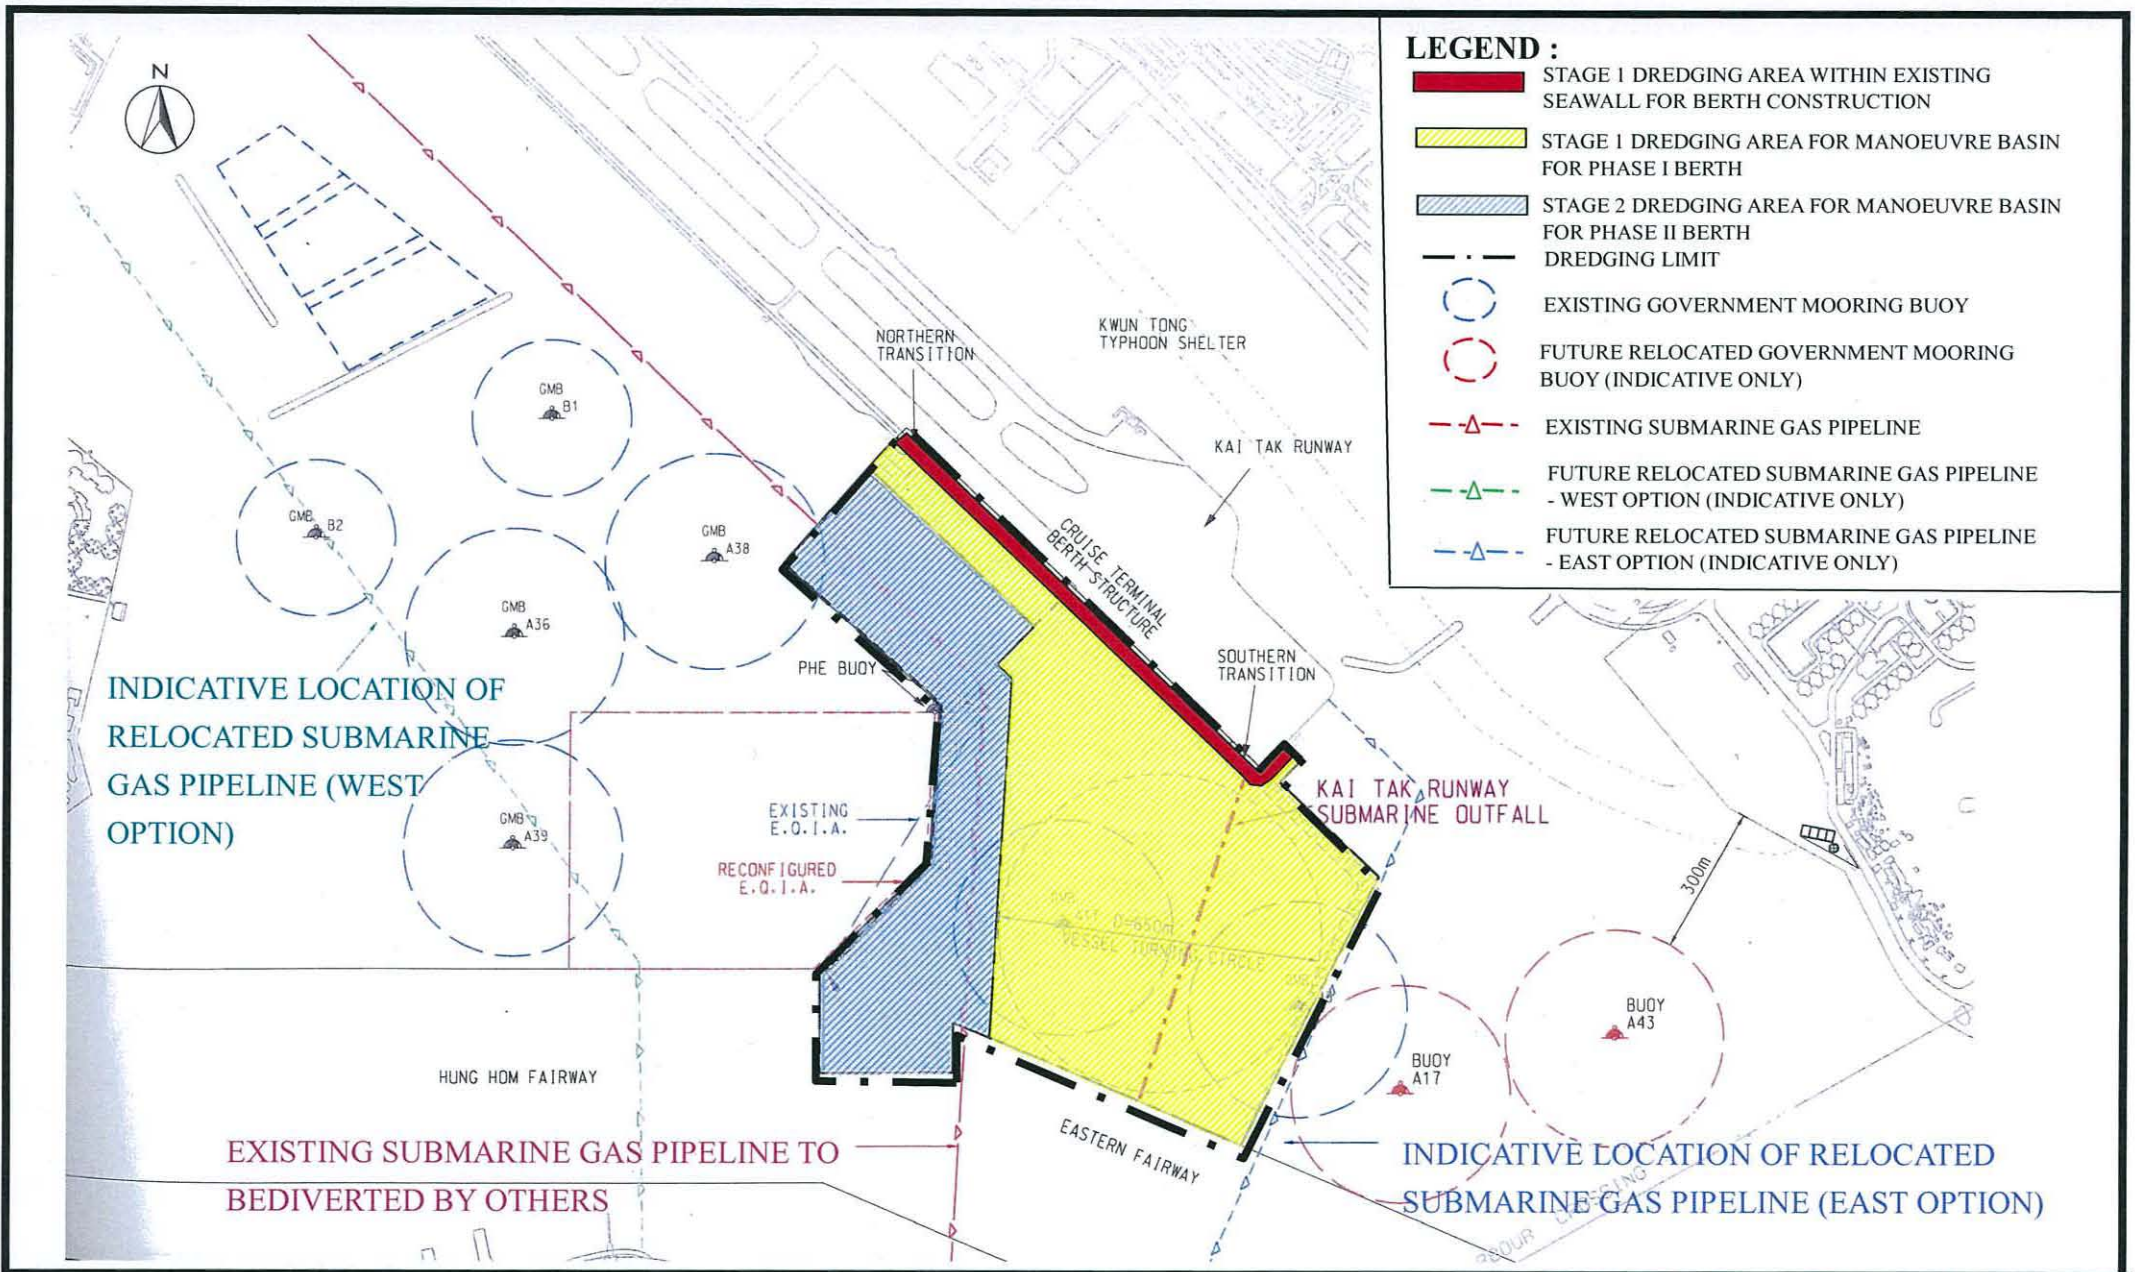 LEGEND :
STAGE 1 DREDGING AREA WITHIN EXISTING
SEAWALL FOR BERTH CONSTRUCTION
STAGE 1 DREDGING AREA FOR MANOEUVRE BASIN
FOR PHASE I BERTH
STAGE 2 DREDGING AREA FOR MANOEUVRE BASIN
FOR PHASE II BERTH
DREDGING LIMIT
EXISTING GOVERNMENT MOORING BUOY
FUTURE RELOCATED GOVERNMENT MOORING
BUOY (INDICATIVE ONLY)
EXISTING SUBMARINE GAS PIPELINE
FUTURE RELOCATED SUBMARINE GAS PIPELINE
- WEST OPTION (INDICATIVE ONLY)
FUTURE RELOCATED SUBMARINE GAS PIPELINE
- EAST OPTION (INDICATIVE ONLY)
N
NORTHERN
TRANSITION
KWUN TONG
TYPHOON SHELTER
GMB
B1
KAI TAK RUNWAY
GMB
B2
GMB
A38
CRUISE TERMINAL
BERTH STRUCTURE
GMB
A36
PHE BUOY
SOUTHERN
TRANSITION
INDICATIVE LOCATION OF
RELOCATED SUBMARINE
GAS PIPELINE (WEST
OPTION)
GMB
A39
EXISTING
E.Q.I.A.
RECONFIGURED
E.Q.I.A.
KAI TAK RUNWAY
SUBMARINE OUTFALL
300m
GMB
A17
D=650m
VESSEL TURNING CIRCLE
BUOY
A43
BUOY
A17
HUNG HOM FAIRWAY
EASTERN FAIRWAY
EXISTING SUBMARINE GAS PIPELINE TO
BEDIVERTED BY OTHERS
INDICATIVE LOCATION OF RELOCATED
SUBMARINE GAS PIPELINE (EAST OPTION)
CROSSING